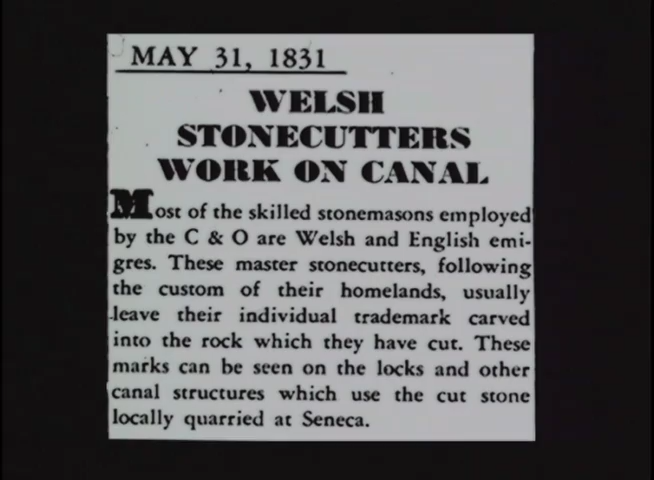 MAY 31, 1831
WELSH
STONECUTTERS
WORK ON CANAL
Most of the skilled stonemasons employed
by the C & O are Welsh and English emi-
gres. These master stonecutters, following
the custom of their homelands, usually
leave their individual trademark carved
into the rock which they have cut. These
marks can be seen on the locks and other
canal structures which use the cut stone
locally quarried at Seneca.